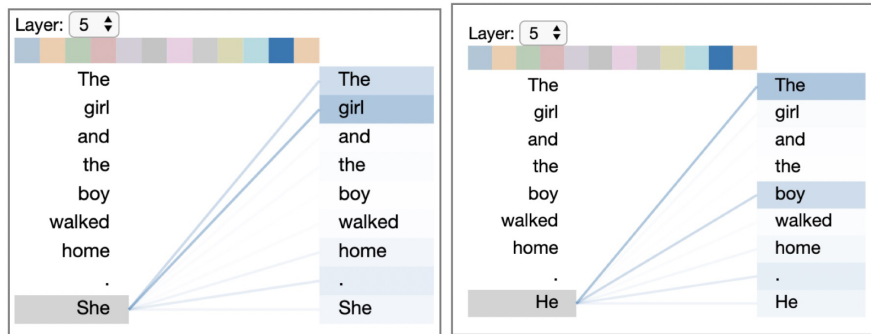 Layer: 5
The The
girl girl
and and
the the
boy boy
walked walked
home home
. .
She She
Layer: 5
The The
girl girl
and and
the the
boy boy
walked walked
home home
. .
He He